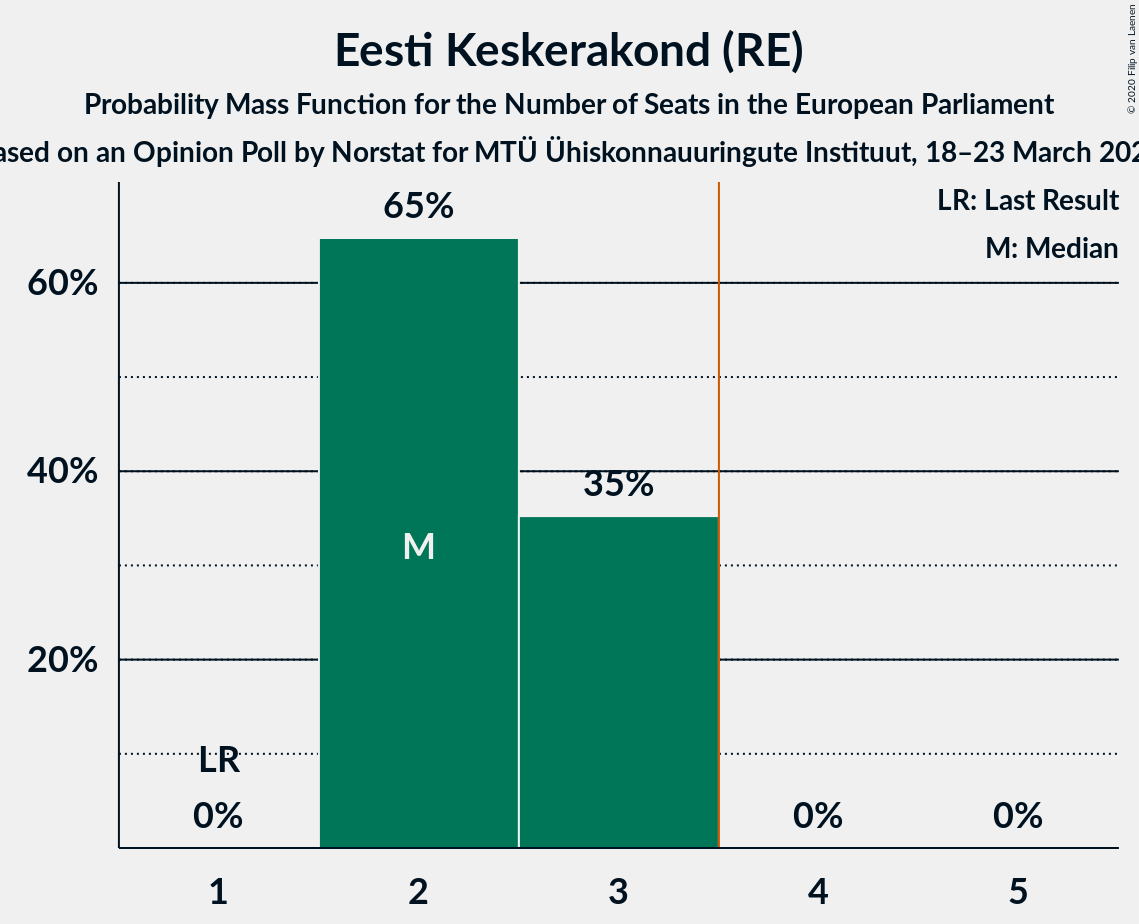 Eesti Keskerakond (RE)
Probability Mass Function for the Number of Seats in the European Parliament
ased on an Opinion Poll by Norstat for MTÜ Ühiskonnauuringute Instituut, 18–23 March 202
© 2020 Filip van Laenen
LR: Last Result
M: Median
65%
60%
40%
35%
M
20%
LR
0%
0%
0%
1
2
3
4
5